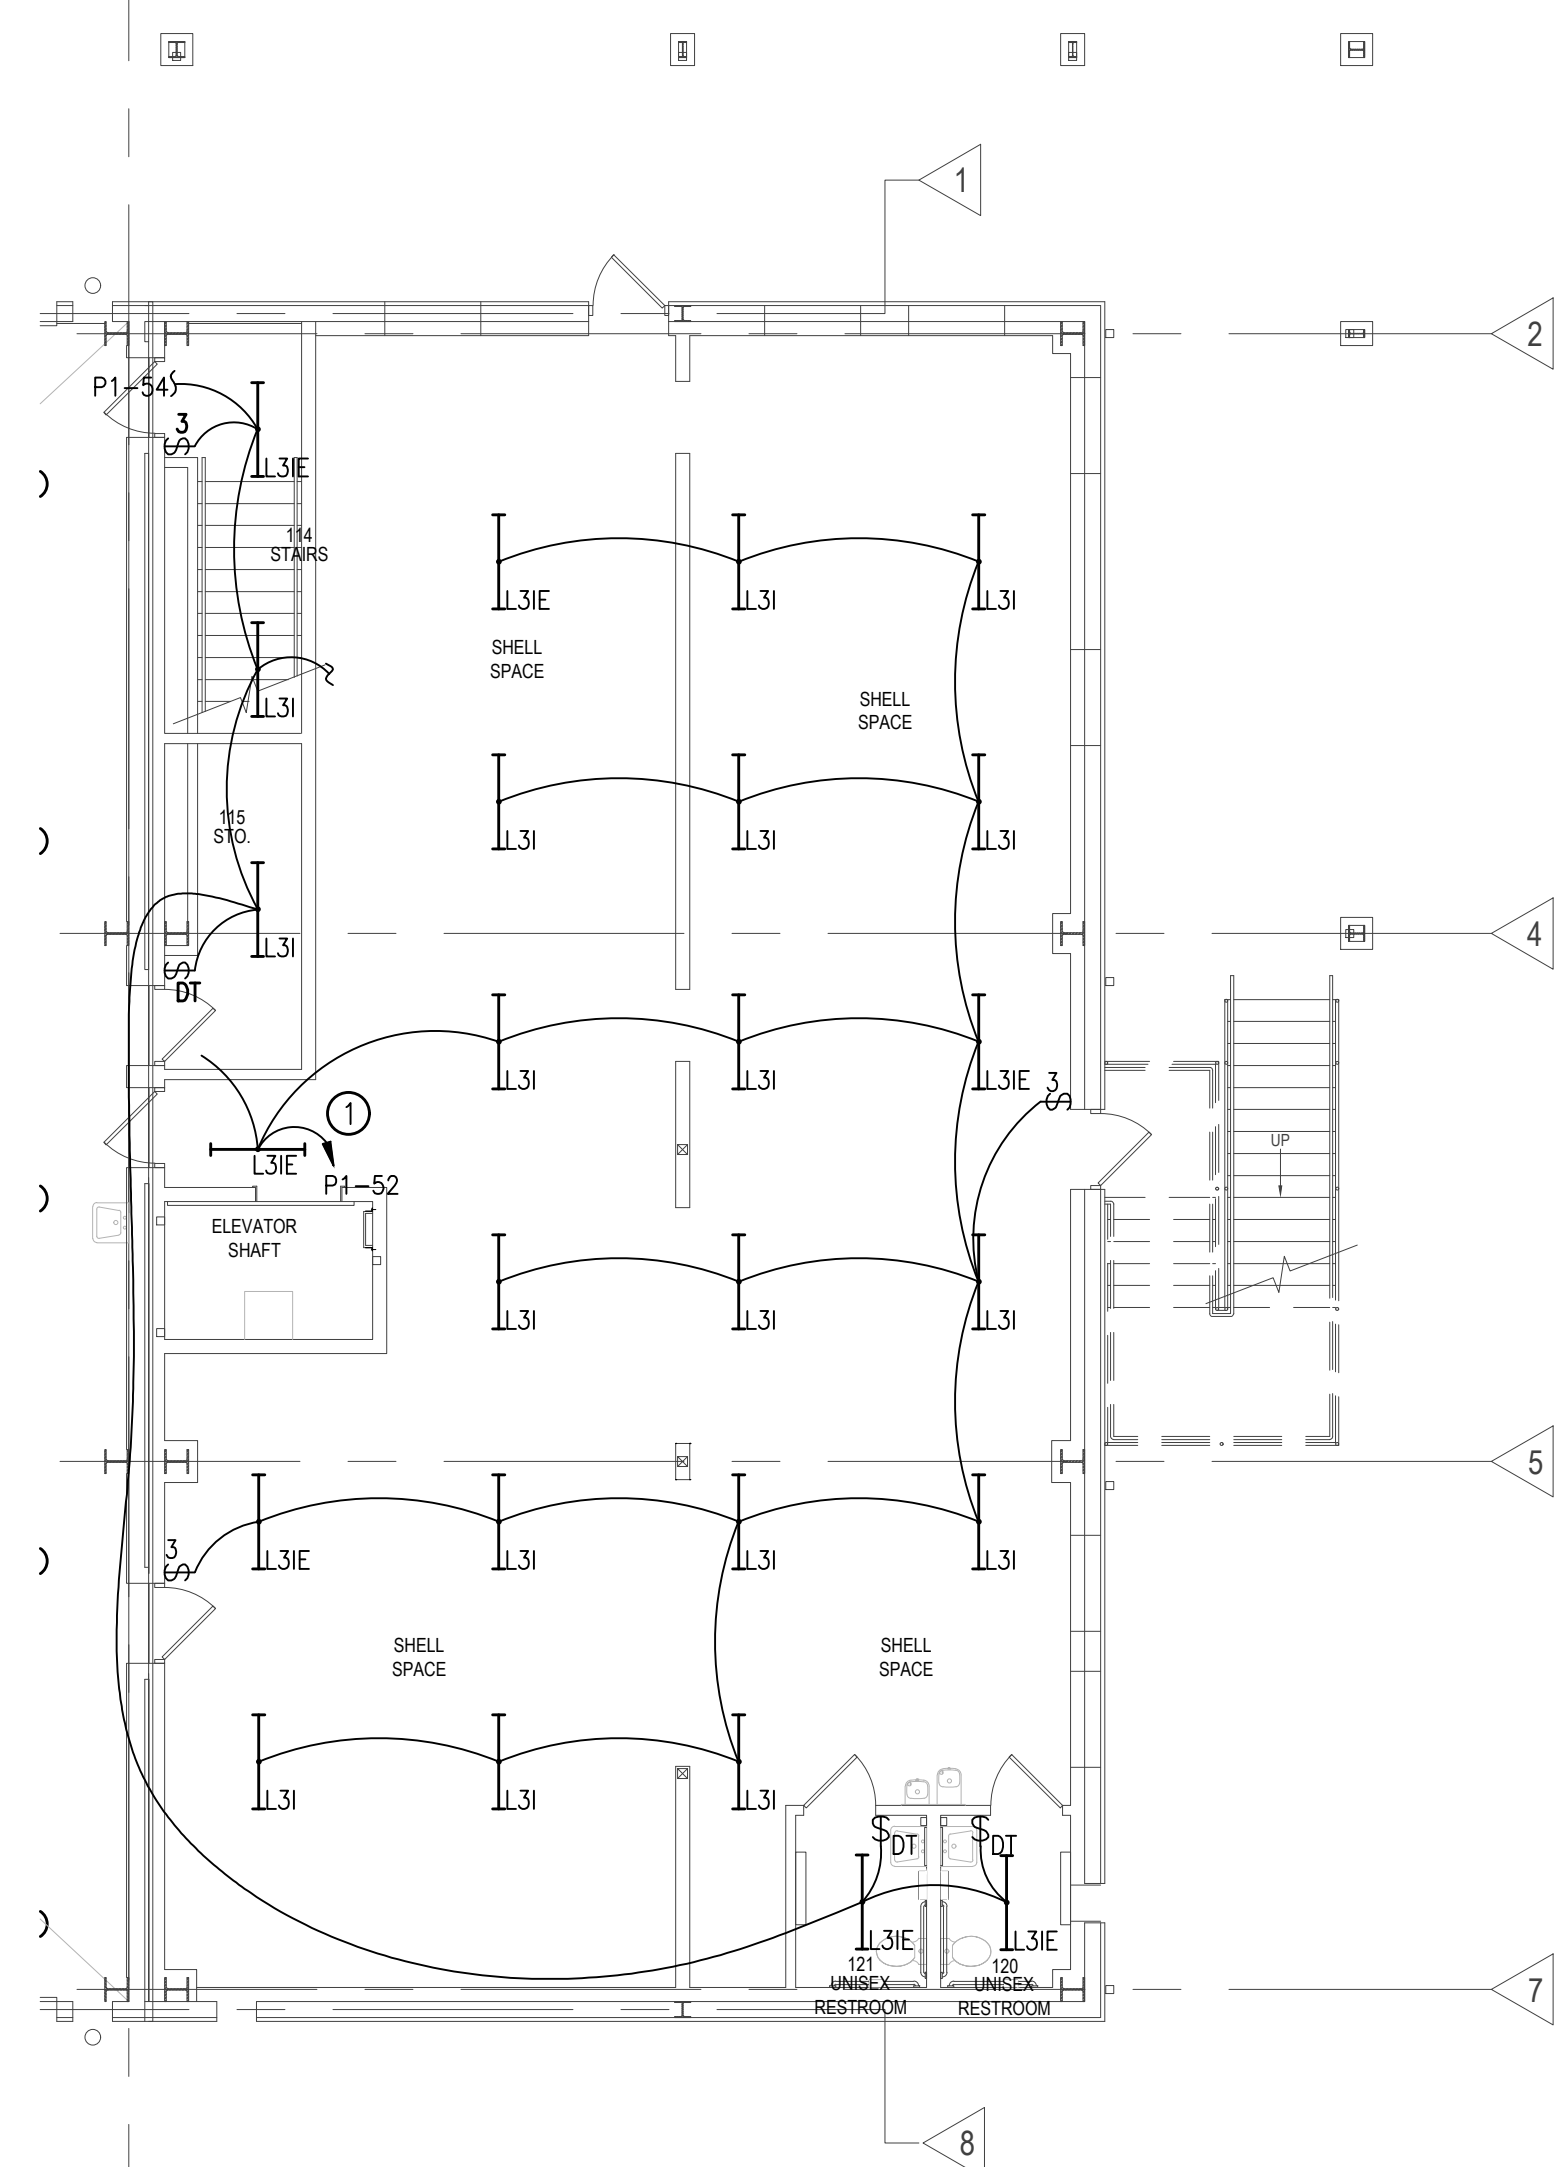 1
2
P1-54
3
L3IE
114
STAIRS
L3IE
L3I
L3I
SHELL
SPACE
SHELL
SPACE
L3I
115
STO.
L3I
L3I
L3I
4
L3I
DT
L3I
L3I
L3IE
3
1
L3IE
UP
P1-52
ELEVATOR
SHAFT
L3I
L3I
L3I
5
3
L3IE
L3I
L3I
L3I
SHELL
SPACE
SHELL
SPACE
L3I
L3I
L3I
DT
DT
L3IE
L3IE
121
UNISEX
RESTROOM
120
UNISEX
RESTROOM
7
8